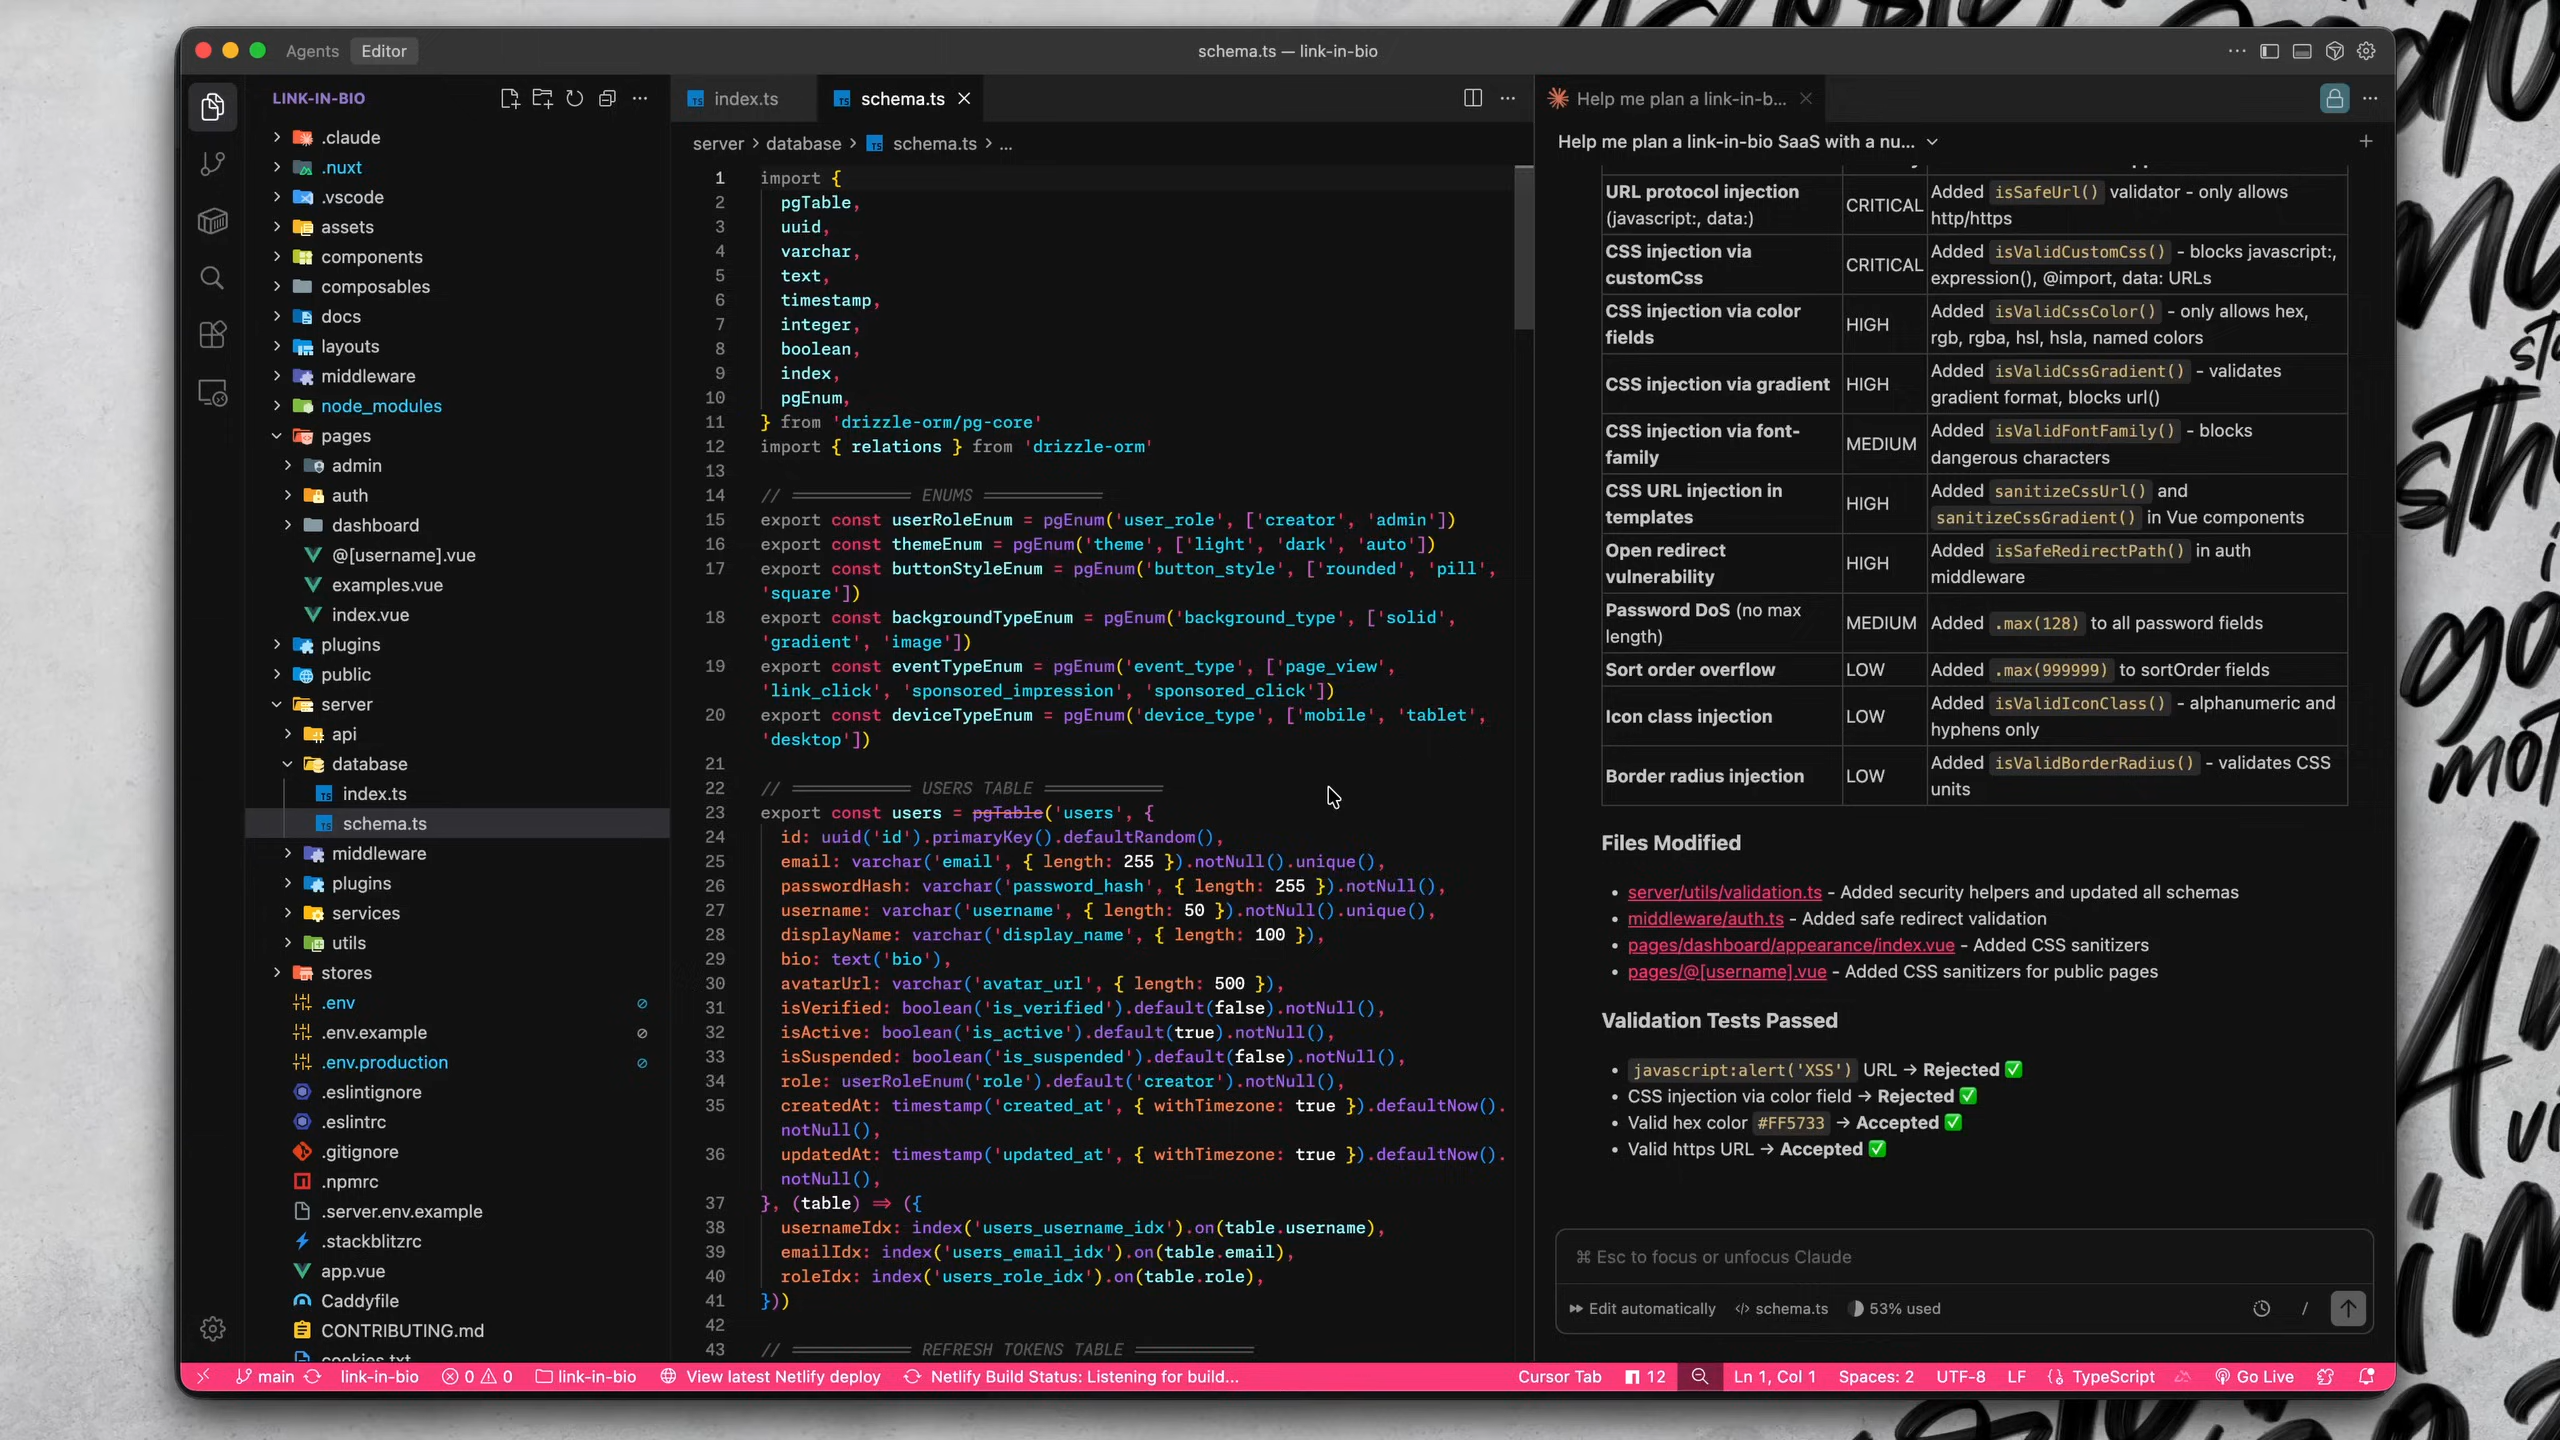 Agents Editor
schema.ts — link-in-bio
LINK-IN-BIO
.claude
.nuxt
.vscode
assets
components
composables
docs
layouts
middleware
node_modules
pages
admin
auth
dashboard
@[username].vue
examples.vue
index.vue
plugins
public
server
api
database
index.ts
schema.ts
middleware
plugins
services
utils
stores
.env
.env.example
.env.production
.eslintignore
.eslintrc
.gitignore
.npmrc
.server.env.example
.stackblitzrc
app.vue
Caddyfile
CONTRIBUTING.md
cookies.txt
index.ts
schema.ts
server > database > schema.ts > ...
1 import {
2 pgTable,
3 uuid,
4 varchar,
5 text,
6 timestamp,
7 integer,
8 boolean,
9 index,
10 pgEnum,
11 } from 'drizzle-orm/pg-core'
12 import { relations } from 'drizzle-orm'
13
14 // ════════════ ENUMS ════════════
15 export const userRoleEnum = pgEnum('user_role', ['creator', 'admin'])
16 export const themeEnum = pgEnum('theme', ['light', 'dark', 'auto'])
17 export const buttonStyleEnum = pgEnum('button_style', ['rounded', 'pill',
'square'])
18 export const backgroundTypeEnum = pgEnum('background_type', ['solid',
'gradient', 'image'])
19 export const eventTypeEnum = pgEnum('event_type', ['page_view',
'link_click', 'sponsored_impression', 'sponsored_click'])
20 export const deviceTypeEnum = pgEnum('device_type', ['mobile', 'tablet',
'desktop'])
21
22 // ════════════ USERS TABLE ════════════
23 export const users = pgTable('users', {
24 id: uuid('id').primaryKey().defaultRandom(),
25 email: varchar('email', { length: 255 }).notNull().unique(),
26 passwordHash: varchar('password_hash', { length: 255 }).notNull(),
27 username: varchar('username', { length: 50 }).notNull().unique(),
28 displayName: varchar('display_name', { length: 100 }),
29 bio: text('bio'),
30 avatarUrl: varchar('avatar_url', { length: 500 }),
31 isVerified: boolean('is_verified').default(false).notNull(),
32 isActive: boolean('is_active').default(true).notNull(),
33 isSuspended: boolean('is_suspended').default(false).notNull(),
34 role: userRoleEnum('role').default('creator').notNull(),
35 createdAt: timestamp('created_at', { withTimezone: true }).defaultNow().
notNull(),
36 updatedAt: timestamp('updated_at', { withTimezone: true }).defaultNow().
notNull(),
37 }, (table) => ({
38 usernameIdx: index('users_username_idx').on(table.username),
39 emailIdx: index('users_email_idx').on(table.email),
40 roleIdx: index('users_role_idx').on(table.role),
41 }))
42
43 // ════════════ REFRESH TOKENS TABLE ════════════
Help me plan a link-in-b...
Help me plan a link-in-bio SaaS with a nu...
URL protocol injection (javascript:, data:) CRITICAL Added isSafeUrl() validator - only allows http/https
CSS injection via customCss CRITICAL Added isValidCustomCss() - blocks javascript:, expression(), @import, data: URLs
CSS injection via color fields HIGH Added isValidCssColor() - only allows hex, rgb, rgba, hsl, hsla, named colors
CSS injection via gradient HIGH Added isValidCssGradient() - validates gradient format, blocks url()
CSS injection via font-family MEDIUM Added isValidFontFamily() - blocks dangerous characters
CSS URL injection in templates HIGH Added sanitizeCssUrl() and sanitizeCssGradient() in Vue components
Open redirect vulnerability HIGH Added isSafeRedirectPath() in auth middleware
Password DoS (no max length) MEDIUM Added .max(128) to all password fields
Sort order overflow LOW Added .max(999999) to sortOrder fields
Icon class injection LOW Added isValidIconClass() - alphanumeric and hyphens only
Border radius injection LOW Added isValidBorderRadius() - validates CSS units
Files Modified
• server/utils/validation.ts - Added security helpers and updated all schemas
• middleware/auth.ts - Added safe redirect validation
• pages/dashboard/appearance/index.vue - Added CSS sanitizers
• pages/@[username].vue - Added CSS sanitizers for public pages
Validation Tests Passed
• javascript:alert('XSS') URL → Rejected ✅
• CSS injection via color field → Rejected ✅
• Valid hex color #FF5733 → Accepted ✅
• Valid https URL → Accepted ✅
⌘ Esc to focus or unfocus Claude
Edit automatically </> schema.ts 53% used /
main link-in-bio 0 0 link-in-bio View latest Netlify deploy Netlify Build Status: Listening for build... Cursor Tab 12 Ln 1, Col 1 Spaces: 2 UTF-8 LF TypeScript Go Live